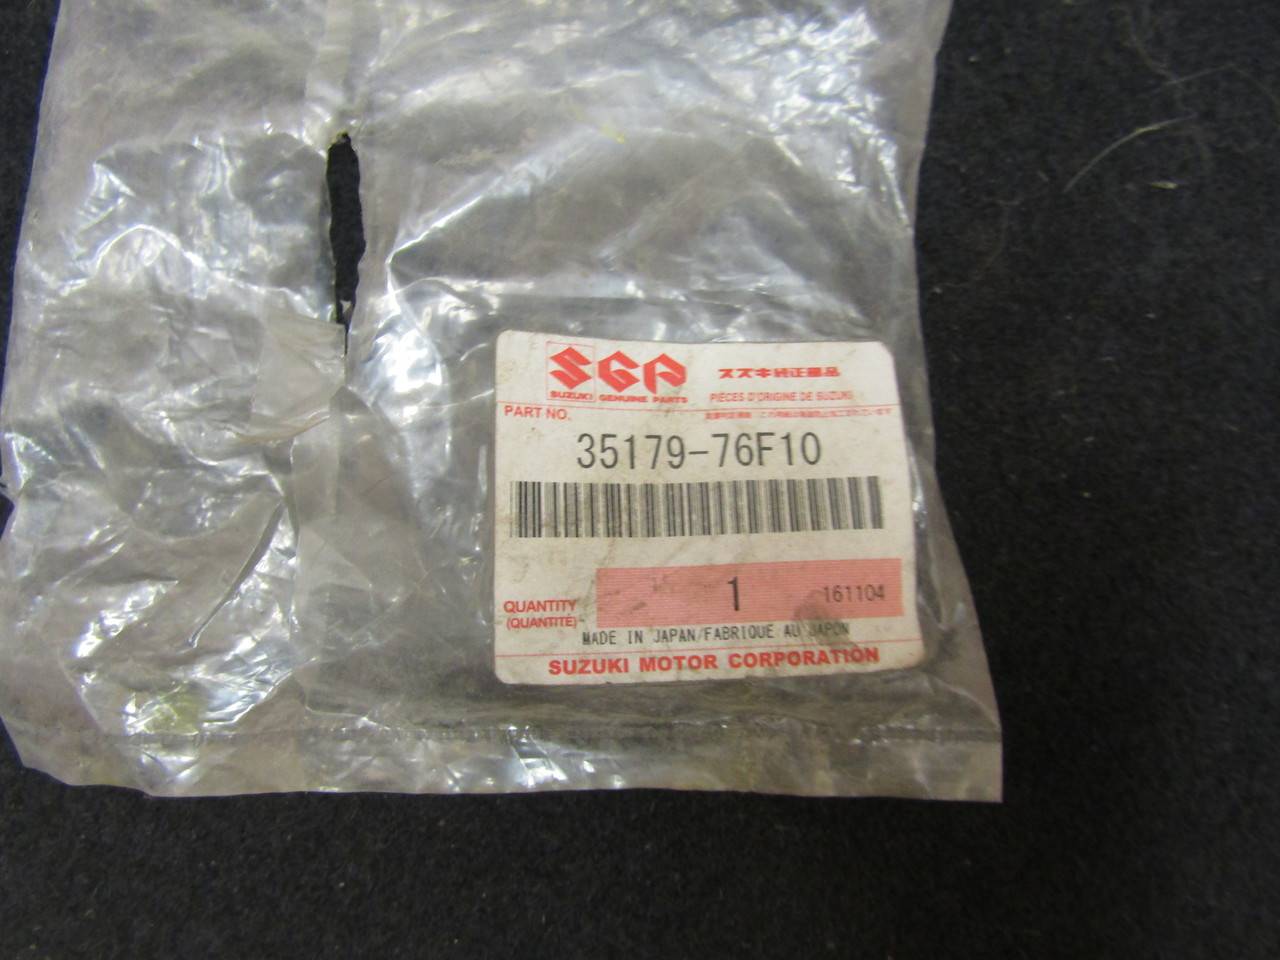 SGP
スズキ純正部品
SUZUKI GENUINE PARTS
PIÈCES D'ORIGINE DE SUZUKI
PART NO.
35179-76F10
QUANTITY
(QUANTITÉ)
1
161104
MADE IN JAPAN/FABRIQUE AU JAPON
SUZUKI MOTOR CORPORATION